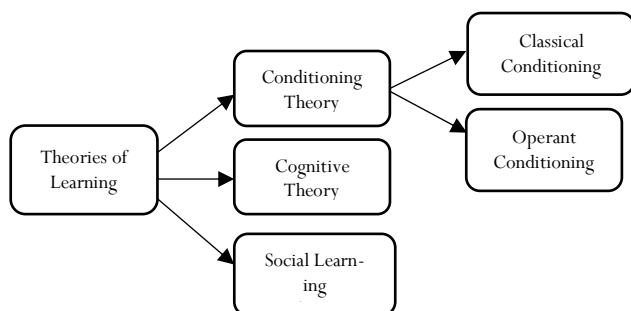 Classical
Conditioning
Conditioning
Theory
Operant
Conditioning
Theories of
Learning
Cognitive
Theory
Social Learn-
ing